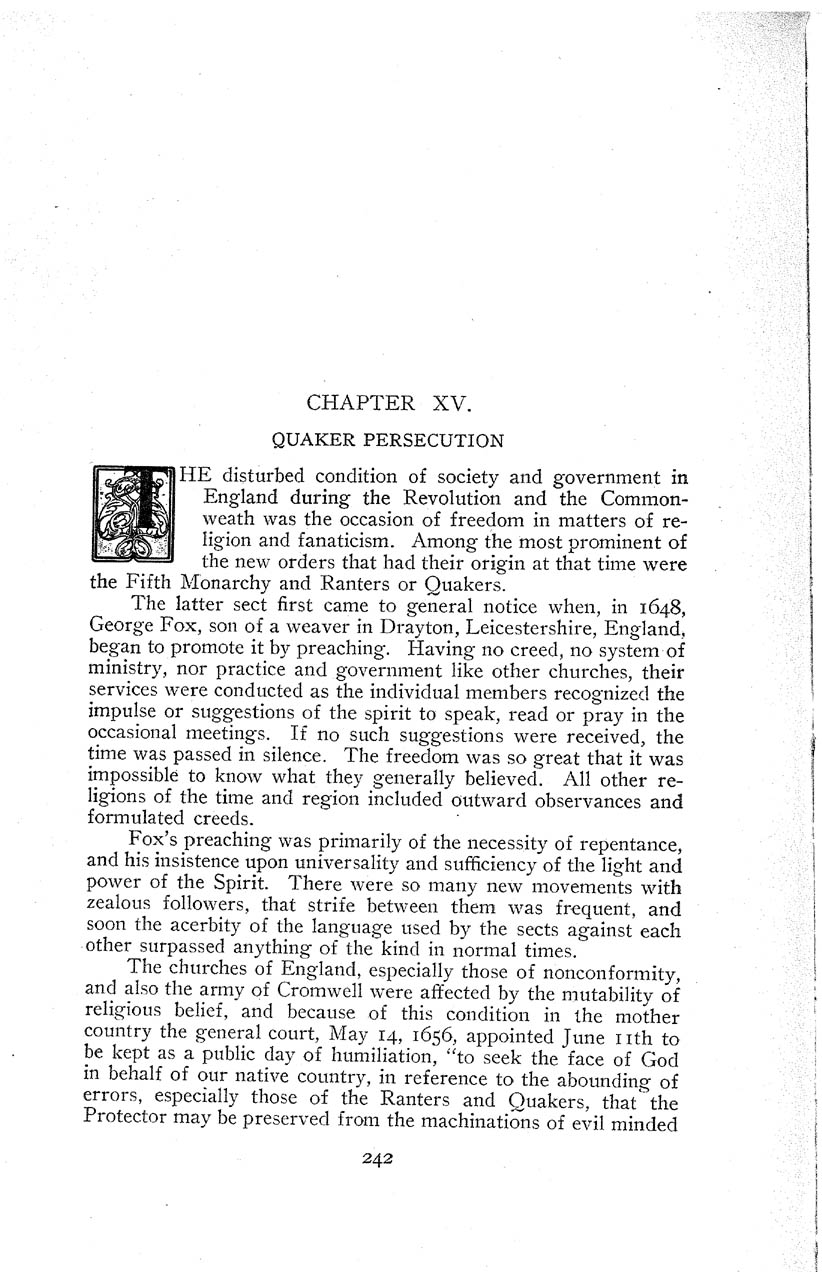 CHAPTER XV.
QUAKER PERSECUTION
THE disturbed condition of society and government in
England during the Revolution and the Common-
weath was the occasion of freedom in matters of re-
ligion and fanaticism. Among the most prominent of
the new orders that had their origin at that time were
the Fifth Monarchy and Ranters or Quakers.
The latter sect first came to general notice when, in 1648,
George Fox, son of a weaver in Drayton, Leicestershire, England,
began to promote it by preaching. Having no creed, no system of
ministry, nor practice and government like other churches, their
services were conducted as the individual members recognized the
impulse or suggestions of the spirit to speak, read or pray in the
occasional meetings. If no such suggestions were received, the
time was passed in silence. The freedom was so great that it was
impossible to know what they generally believed. All other re-
ligions of the time and region included outward observances and
formulated creeds.
Fox's preaching was primarily of the necessity of repentance,
and his insistence upon universality and sufficiency of the light and
power of the Spirit. There were so many new movements with
zealous followers, that strife between them was frequent, and
soon the acerbity of the language used by the sects against each
other surpassed anything of the kind in normal times.
The churches of England, especially those of nonconformity,
and also the army of Cromwell were affected by the mutability of
religious belief, and because of this condition in the mother
country the general court, May 14, 1656, appointed June 11th to
be kept as a public day of humiliation, "to seek the face of God
in behalf of our native country, in reference to the abounding of
errors, especially those of the Ranters and Quakers, that the
Protector may be preserved from the machinations of evil minded
242